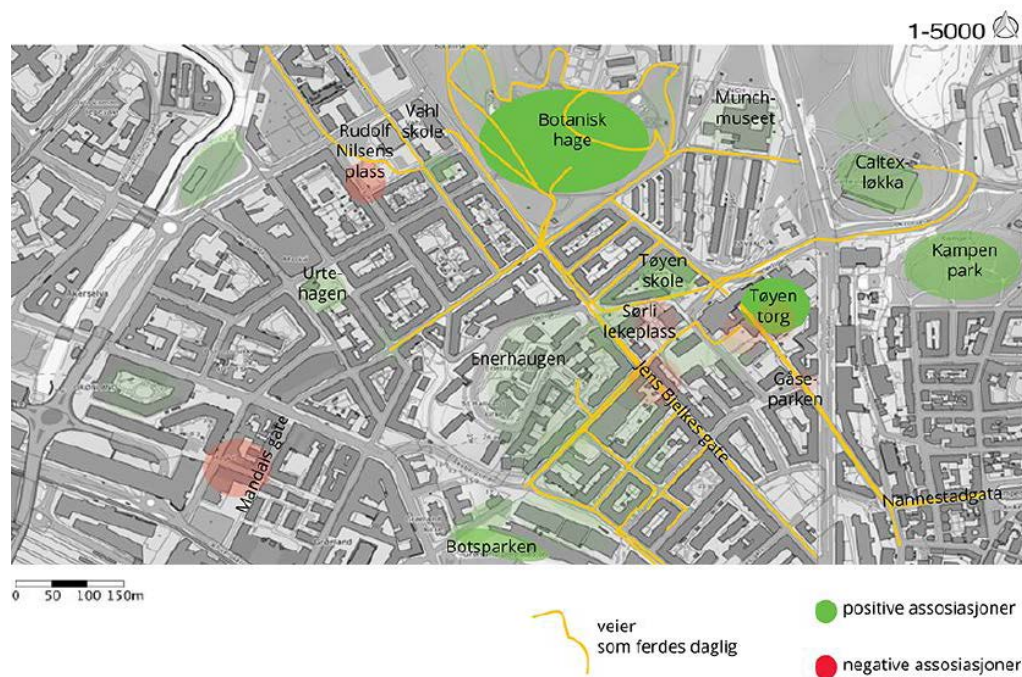 1-5000
Botanisk
hage
Munch-
museet
Vahl
skole
Rudolf
Nilsens
plass
Caltex-
løkka
Kampen
park
Tøyen
skole
Tøyen
torg
Urte-
hagen
Sørli
lekeplass
Enerhaugen
Jens Bjelkes gate
Gåse-
parken
Akerselva
Mandals gate
Nannestadgata
Grønland
Botsparken
0 50 100 150m
veier
som ferdes daglig
positive assosiasjoner
negative assosiasjoner